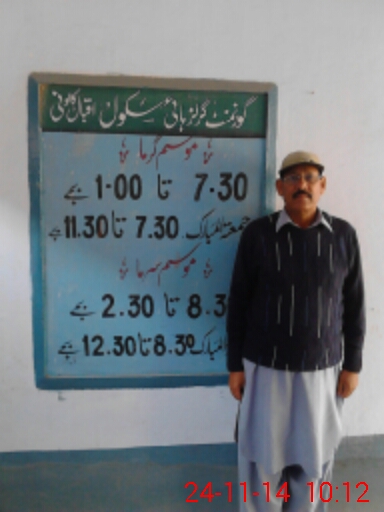 گورنمنٹ گرلز ہائی سکول اقبال کالونی
موسم گرما
7.30 تا 1.00 بجے
جمعۃ المبارک 7.30 تا 11.30 بجے
موسم سرما
8.3 تا 2.30 بجے
المبارک 8.30 تا 12.30 بجے
24-11-14 10:12